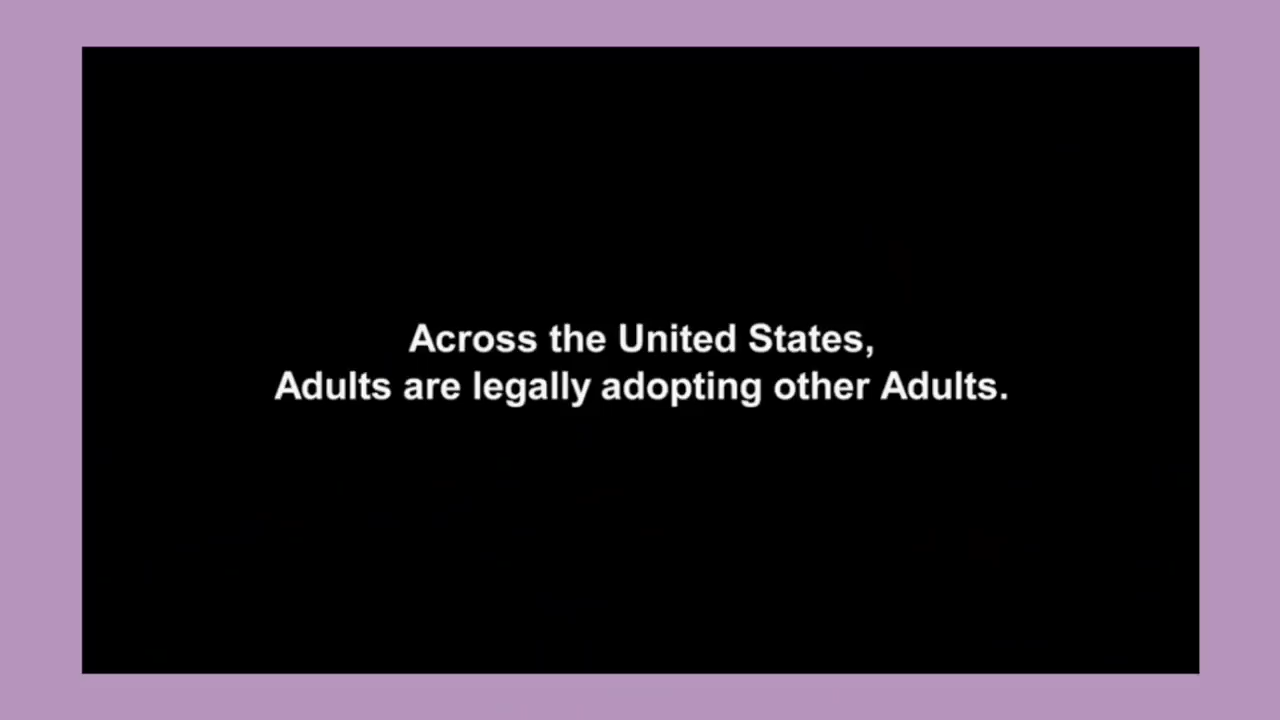 Across the United States,
Adults are legally adopting other Adults.